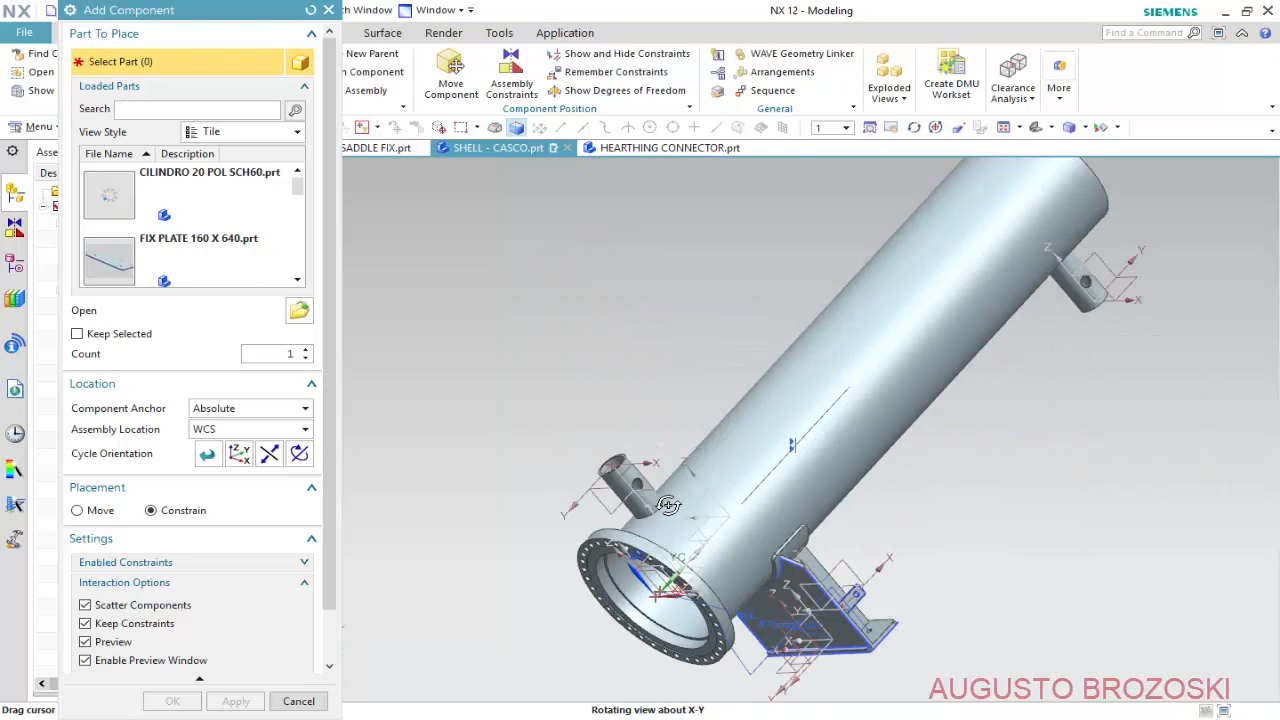 NX
Add Component
tch Window
Window
NX 12 - Modeling
SIEMENS
File
Part To Place
Surface
Render
Tools
Application
Find a Command
Find C
Open
Show
Select Part (0)
Loaded Parts
Search
View Style
Tile
File Name
Description
CILINDRO 20 POL SCH60.prt
FIX PLATE 160 X 640.prt
New Parent
n Component
Assembly
Move
Component
Assembly
Constraints
Show and Hide Constraints
Remember Constraints
Show Degrees of Freedom
Component Position
WAVE Geometry Linker
Arrangements
Sequence
General
Exploded
Views
Create DMU
Workset
Clearance
Analysis
More
Menu
Asse
Des
1
SADDLE FIX.prt
SHELL - CASCO.prt
HEARTHING CONNECTOR.prt
Open
Keep Selected
Count
1
Location
Component Anchor
Absolute
Assembly Location
WCS
Cycle Orientation
Placement
Move
Constrain
Settings
Enabled Constraints
Interaction Options
Scatter Components
Keep Constraints
Preview
Enable Preview Window
OK
Apply
Cancel
Z
Y
X
X
Y
YC
X
Z
Z
Y
X
X
Y
AUGUSTO BROZOSKI
Drag cursor
Rotating view about X-Y